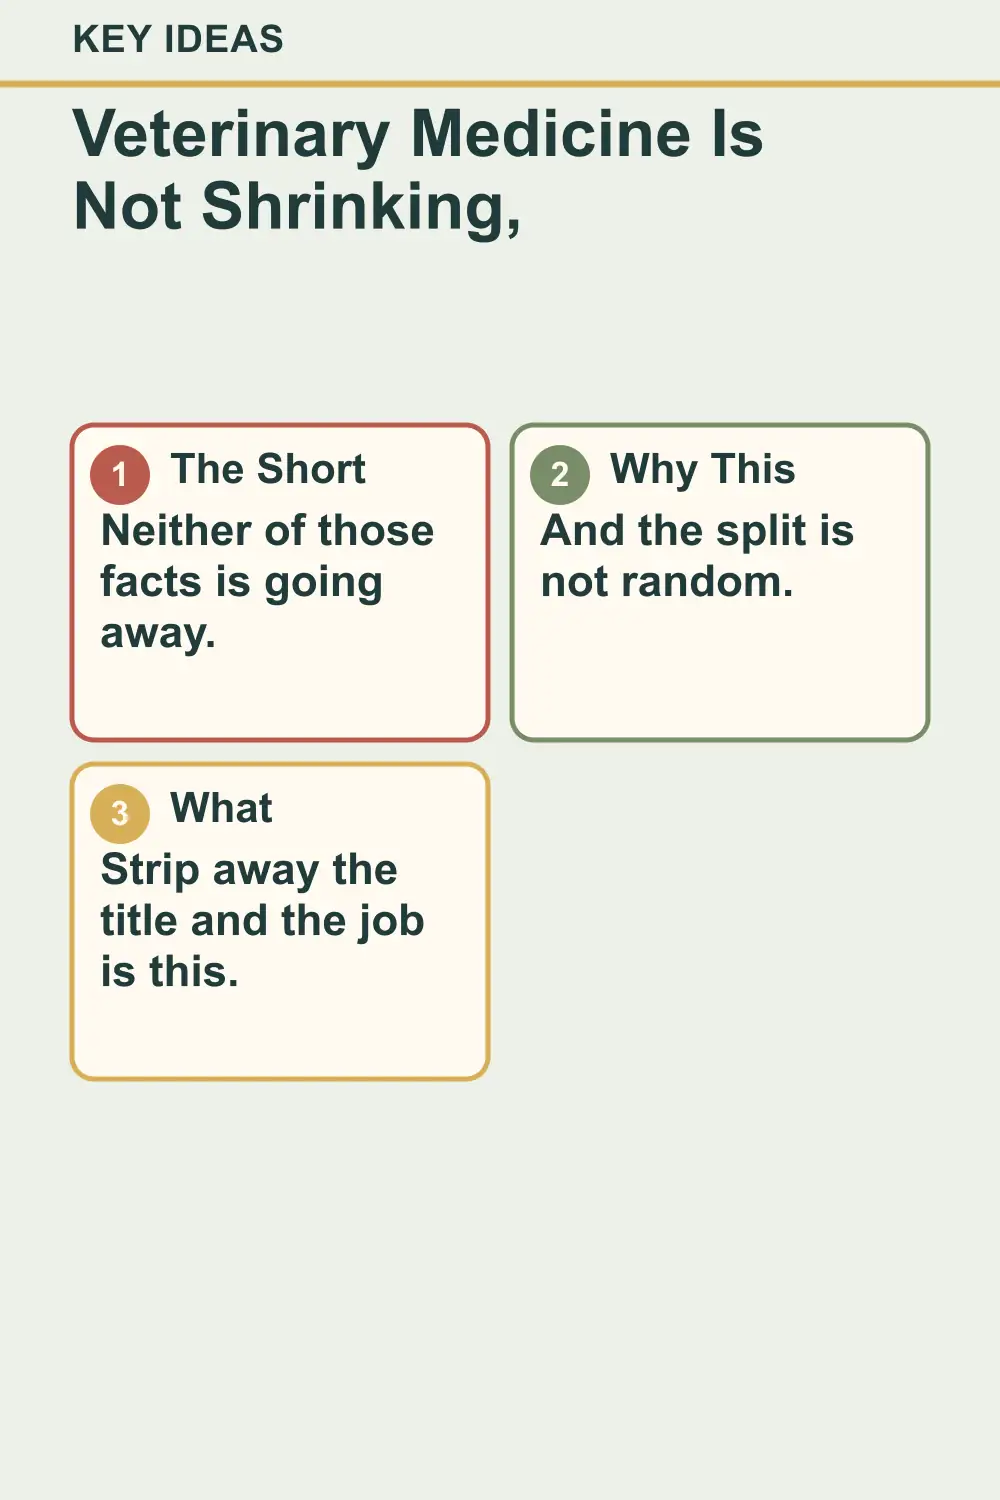 KEY IDEAS
Veterinary Medicine Is
Not Shrinking,
1 The Short
Neither of those
facts is going
away.
2 Why This
And the split is
not random.
3 What
Strip away the
title and the job
is this.